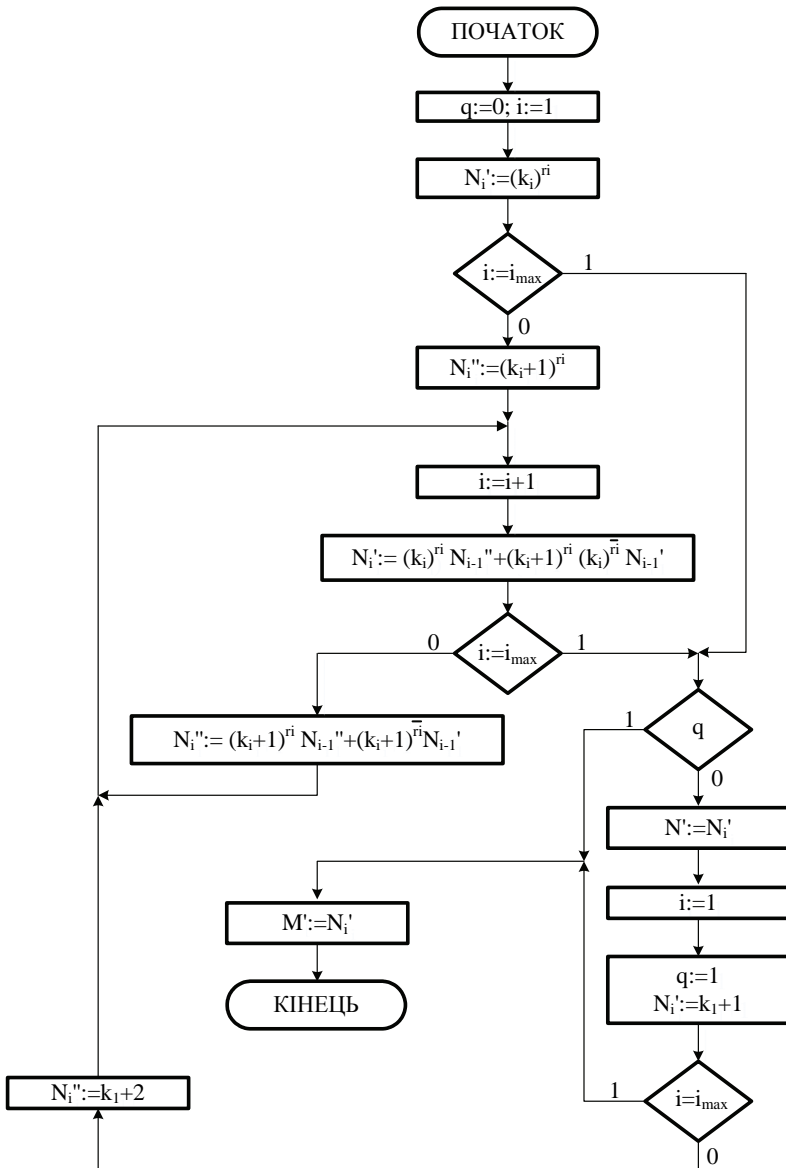 ПОЧАТОК
q:=0; i:=1
Nᵢ':=(kᵢ)^ri
i:=iₘₐₓ
1
0
Nᵢ":=(kᵢ+1)^ri
i:=i+1
Nᵢ':= (kᵢ)^ri Nᵢ₋₁"+(kᵢ+1)^ri (kᵢ)^r̅i Nᵢ₋₁'
0
i:=iₘₐₓ
1
Nᵢ":= (kᵢ+1)^ri Nᵢ₋₁"+(kᵢ+1)^r̅i Nᵢ₋₁'
1
q
0
N':=Nᵢ'
i:=1
M':=Nᵢ'
q:=1
Nᵢ':=k₁+1
КІНЕЦЬ
Nᵢ":=k₁+2
1
i=iₘₐₓ
0